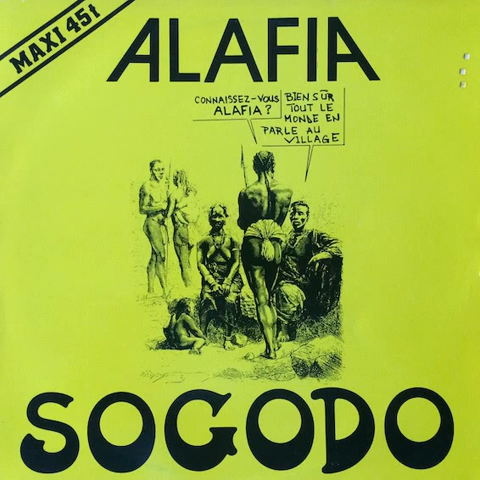 MAXI 45t
ALAFIA
CONNAISSEZ-VOUS
ALAFIA ?
BIEN SÛR
TOUT LE
MONDE EN
PARLE AU
VILLAGE
SOGODO